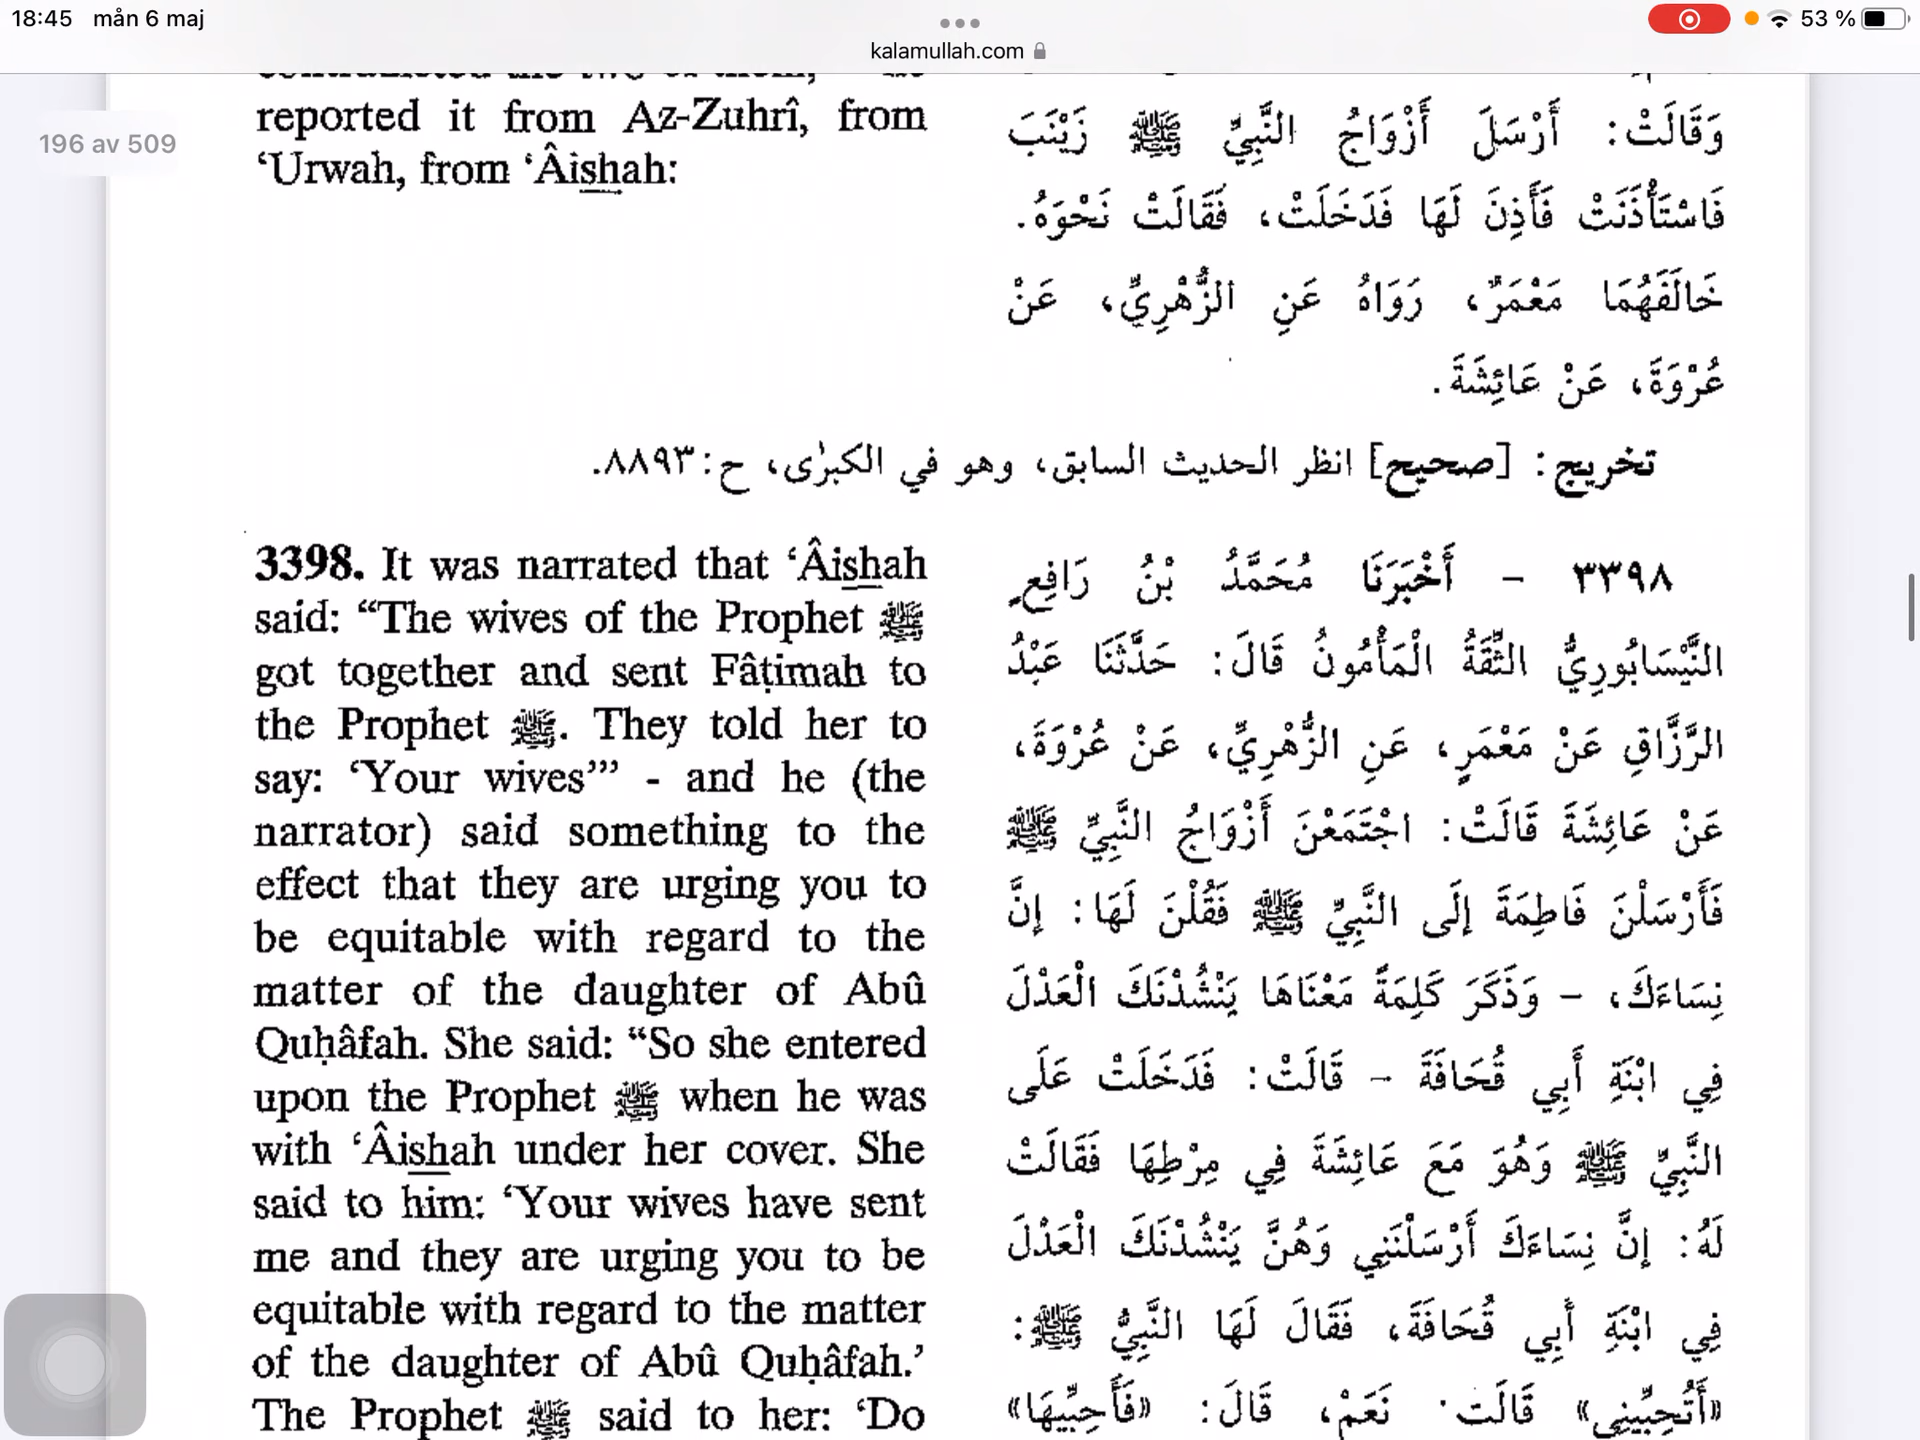 18:45 mån 6 maj
53 %
kalamullah.com
196 av 509
reported it from Az-Zuhrî, from
‘Urwah, from ‘Âishah:
وَقَالَتْ: أَرْسَلَ أَزْوَاجُ النَّبِيِّ ﷺ زَيْنَبَ
فَاسْتَأْذَنَتْ فَأَذِنَ لَهَا فَدَخَلَتْ، فَقَالَتْ نَحْوَهُ.
خَالَفَهُمَا مَعْمَرٌ، رَوَاهُ عَنِ الزُّهْرِيِّ، عَنْ
عُرْوَةَ، عَنْ عَائِشَةَ.
تخريج: [صحيح] انظر الحديث السابق، وهو في الكبرٰى، ح:٨٨٩٣.
3398. It was narrated that ‘Âishah
said: “The wives of the Prophet ﷺ
got together and sent Fâṭimah to
the Prophet ﷺ. They told her to
say: ‘Your wives’” - and he (the
narrator) said something to the
effect that they are urging you to
be equitable with regard to the
matter of the daughter of Abû
Quḥâfah. She said: “So she entered
upon the Prophet ﷺ when he was
with ‘Âishah under her cover. She
said to him: ‘Your wives have sent
me and they are urging you to be
equitable with regard to the matter
of the daughter of Abû Quḥâfah.’
The Prophet ﷺ said to her: ‘Do
٣٣٩٨ - أَخْبَرَنَا مُحَمَّدُ بْنُ رَافِعٍ
النَّيْسَابُورِيُّ الثِّقَةُ الْمَأْمُونُ قَالَ: حَدَّثَنَا عَبْدُ
الرَّزَّاقِ عَنْ مَعْمَرٍ، عَنِ الزُّهْرِيِّ، عَنْ عُرْوَةَ،
عَنْ عَائِشَةَ قَالَتْ: اجْتَمَعْنَ أَزْوَاجُ النَّبِيِّ ﷺ
فَأَرْسَلْنَ فَاطِمَةَ إِلَى النَّبِيِّ ﷺ فَقُلْنَ لَهَا: إِنَّ
نِسَاءَكَ، - وَذَكَرَ كَلِمَةً مَعْنَاهَا يَنْشُدْنَكَ الْعَدْلَ
فِي ابْنَةِ أَبِي قُحَافَةَ - قَالَتْ: فَدَخَلَتْ عَلَى
النَّبِيِّ ﷺ وَهُوَ مَعَ عَائِشَةَ فِي مِرْطِهَا فَقَالَتْ
لَهُ: إِنَّ نِسَاءَكَ أَرْسَلْنَنِي وَهُنَّ يَنْشُدْنَكَ الْعَدْلَ
فِي ابْنَةِ أَبِي قُحَافَةَ، فَقَالَ لَهَا النَّبِيُّ ﷺ:
«أَتُحِبِّينِي» قَالَت: نَعَمْ، قَالَ: «فَأَحِبِّيهَا»